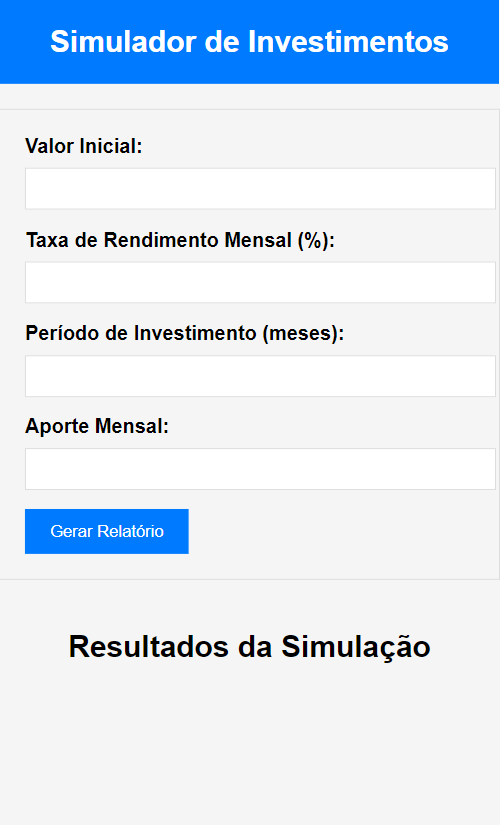 Simulador de Investimentos
Valor Inicial:
Taxa de Rendimento Mensal (%):
Período de Investimento (meses):
Aporte Mensal:
Gerar Relatório
Resultados da Simulação